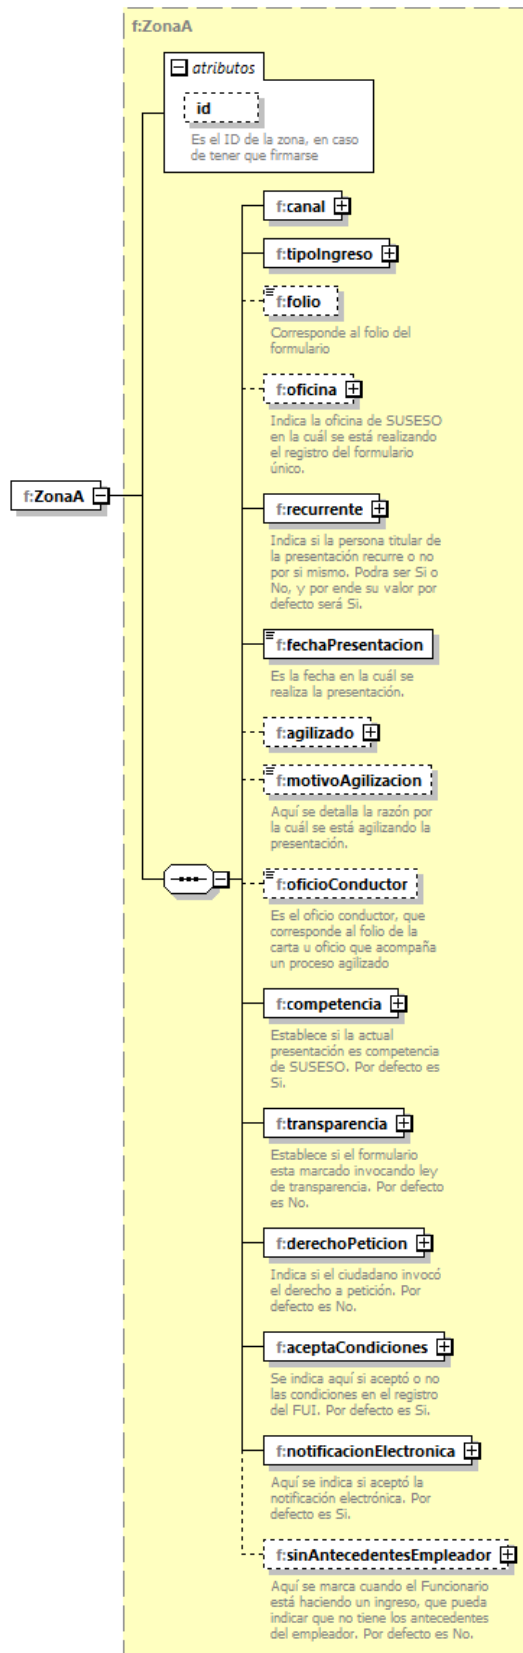 f:ZonaA
atributos
id
Es el ID de la zona, en caso
de tener que firmarse
f:canal
f:tipoIngreso
f:folio
Corresponde al folio del
formulario
f:oficina
Indica la oficina de SUSESO
en la cuál se está realizando
el registro del formulario
único.
f:ZonaA
f:recurrente
Indica si la persona titular de
la presentación recurre o no
por si mismo. Podra ser Si o
No, y por ende su valor por
defecto será Si.
f:fechaPresentacion
Es la fecha en la cuál se
realiza la presentación.
f:agilizado
f:motivoAgilizacion
Aquí se detalla la razón por
la cuál se está agilizando la
presentación.
f:oficioConductor
Es el oficio conductor, que
corresponde al folio de la
carta u oficio que acompaña
un proceso agilizado
f:competencia
Establece si la actual
presentación es competencia
de SUSESO. Por defecto es
Si.
f:transparencia
Establece si el formulario
esta marcado invocando ley
de transparencia. Por defecto
es No.
f:derechoPeticion
Indica si el ciudadano invocó
el derecho a petición. Por
defecto es No.
f:aceptaCondiciones
Se indica aquí si aceptó o no
las condiciones en el registro
del FUI. Por defecto es Si.
f:notificacionElectronica
Aquí se indica si aceptó la
notificación electrónica. Por
defecto es Si.
f:sinAntecedentesEmpleador
Aquí se marca cuando el Funcionario
está haciendo un ingreso, que pueda
indicar que no tiene los antecedentes
del empleador. Por defecto es No.